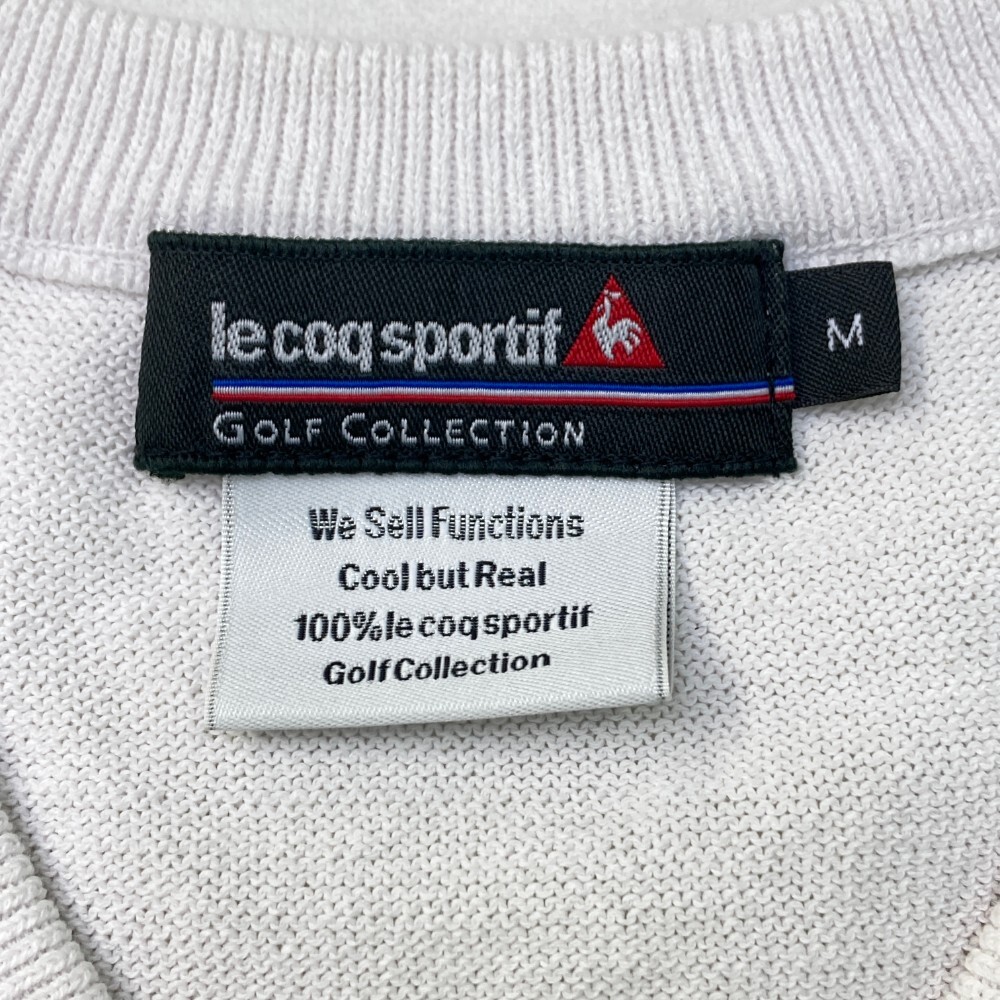 le coq sportif
GOLF COLLECTION
M
We Sell Functions
Cool but Real
100% le coq sportif
Golf Collection